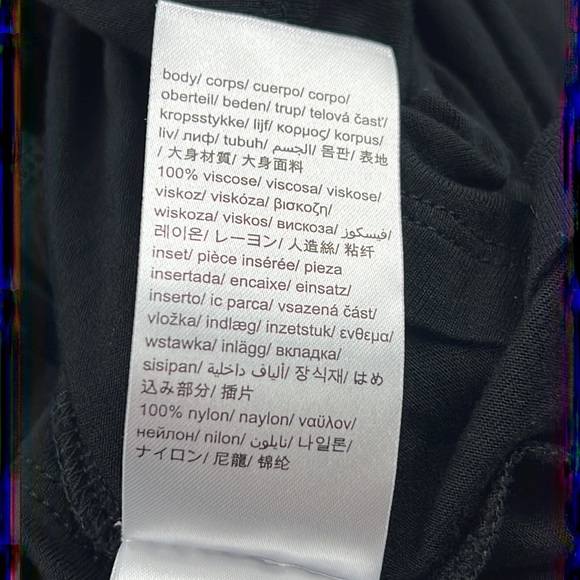 body/ corps/ cuerpo/ corpo/
oberteil/ beden/ trup/ telová časť/
kropsstykke/ lijf/ κορμος/ korpus/
liv/ лиф/ tubuh/ الجسم/ 몸판/ 表地
/ 大身材質/ 大身面料
100% viscose/ viscosa/ viskose/
viskoz/ viskóza/ βισκοζη/
wiskoza/ viskos/ вискоза/ فيسكوز/
레이온/ レーヨン/ 人造絲/ 粘纤
inset/ pièce insérée/ pieza
insertada/ encaixe/ einsatz/
inserto/ iç parca/ vsazená část/
vložka/ indlæg/ inzetstuk/ ενθεμα/
wstawka/ inlägg/ вкладка/
sisipan/ ألياف داخلية/ 장식재/ はめ
込み部分/ 插片
100% nylon/ naylon/ ναϋλον/
нейлон/ nilon/ نايلون/ 나일론/
ナイロン/ 尼龍/ 锦纶